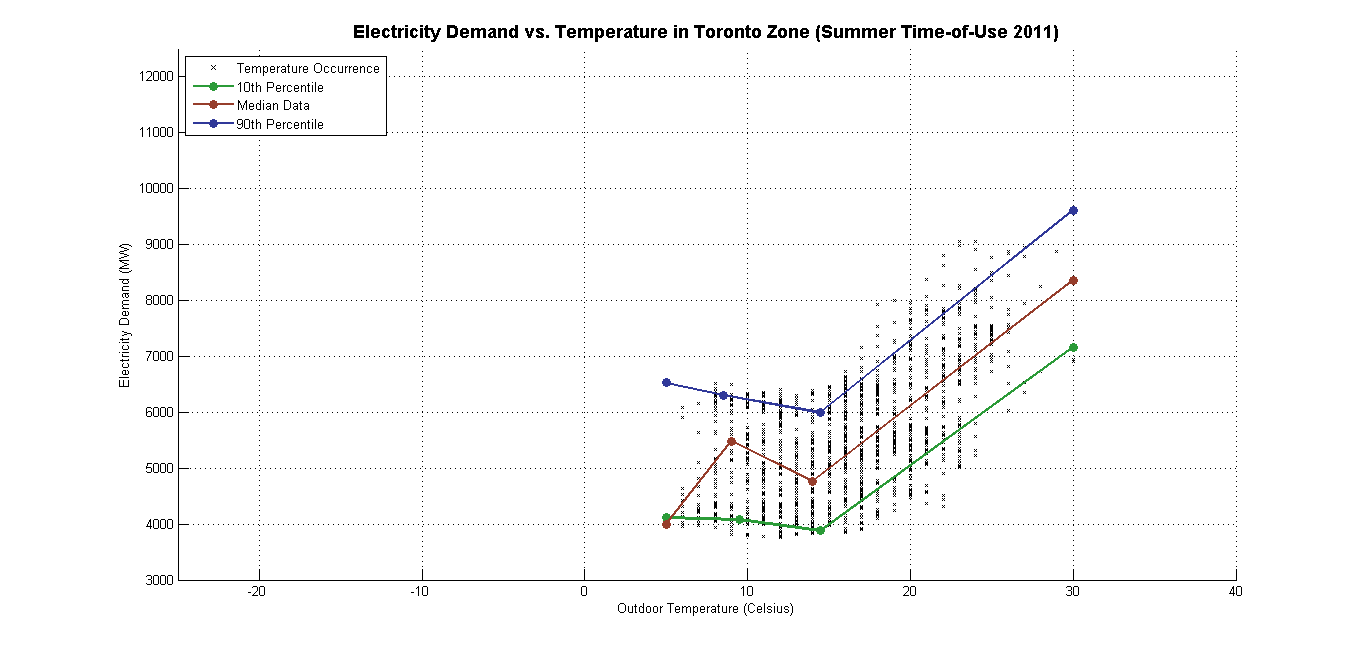 Electricity Demand vs. Temperature in Toronto Zone (Summer Time-of-Use 2011)
Temperature Occurrence
10th Percentile
Median Data
90th Percentile
12000
11000
10000
9000
8000
7000
6000
5000
4000
3000
Electricity Demand (MW)
-20 -10 0 10 20 30 40
Outdoor Temperature (Celsius)